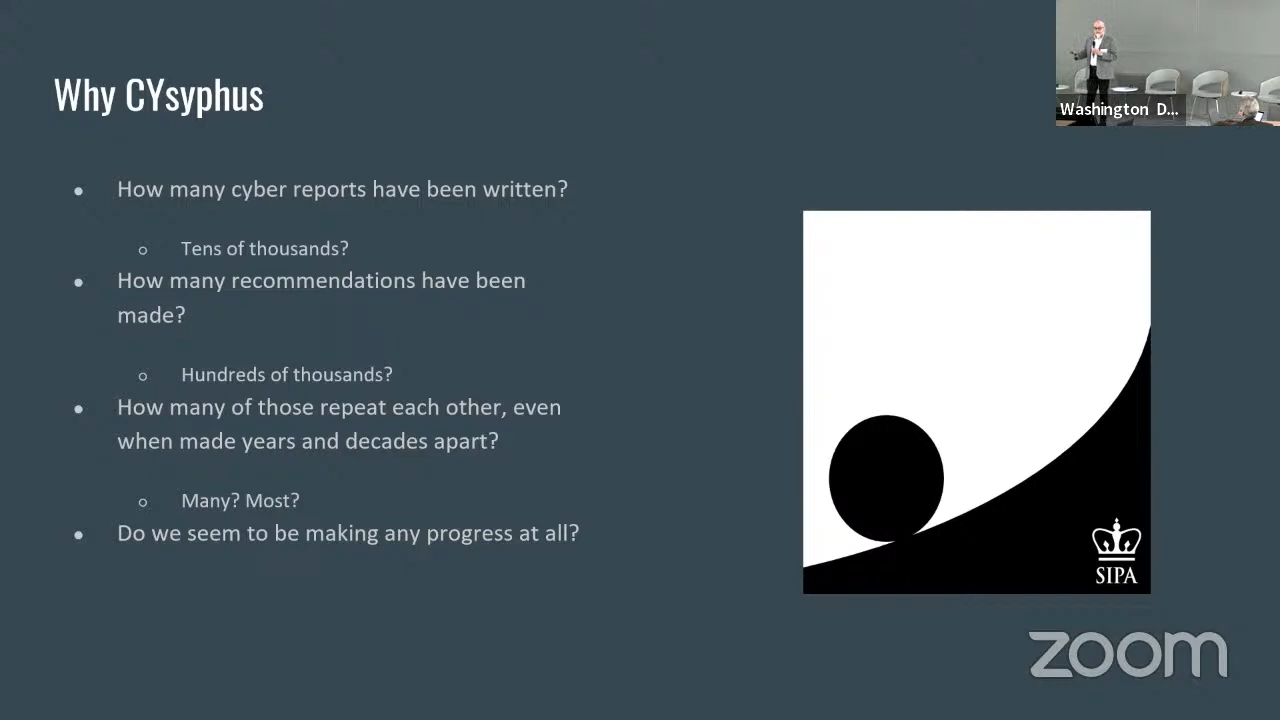 Why CYsyphus
Washington D...
How many cyber reports have been written?
Tens of thousands?
How many recommendations have been
made?
Hundreds of thousands?
How many of those repeat each other, even
when made years and decades apart?
Many? Most?
Do we seem to be making any progress at all?
SIPA
zoom